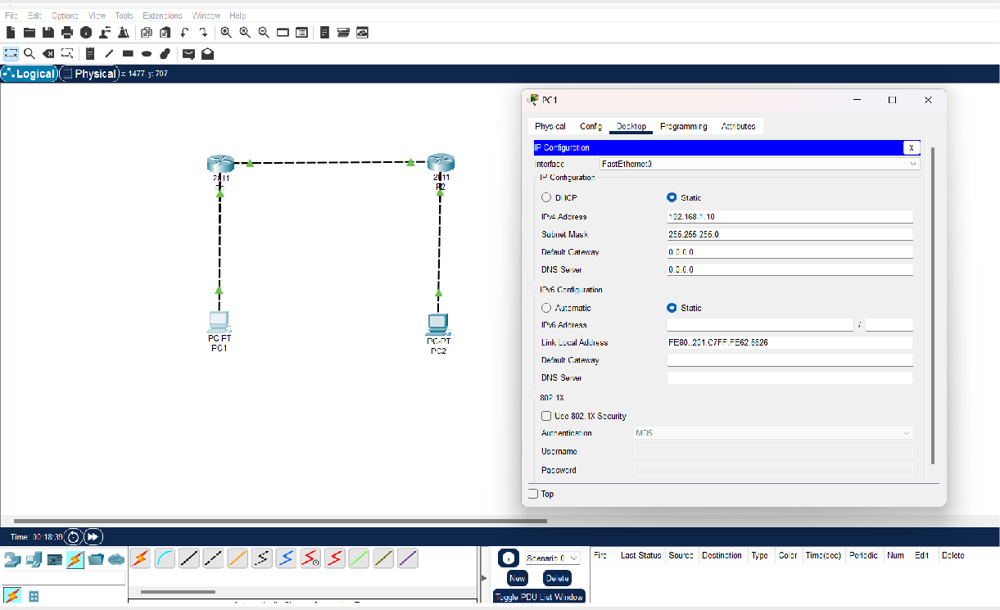 File Edit Options View Tools Extensions Window Help
Logical Physical x: 1477, y: 707
PC1
Physical Config Desktop Programming Attributes
IP Configuration X
Interface FastEthernet0
IP Configuration
DHCP Static
IPv4 Address 192.168.1.10
Subnet Mask 255.255.255.0
Default Gateway 0.0.0.0
DNS Server 0.0.0.0
IPv6 Configuration
Automatic Static
IPv6 Address /
Link Local Address FE80..201.C7FF.FE62.6626
Default Gateway
DNS Server
802.1X
Use 802.1X Security
Authentication MD5
Username
Password
Top
2811
R1
2811
R2
PC-PT
PC1
PC-PT
PC2
Time: 00:18:39
Scenario 0
New Delete
Toggle PDU List Window
Fire Last Status Source Destination Type Color Time(sec) Periodic Num Edit Delete